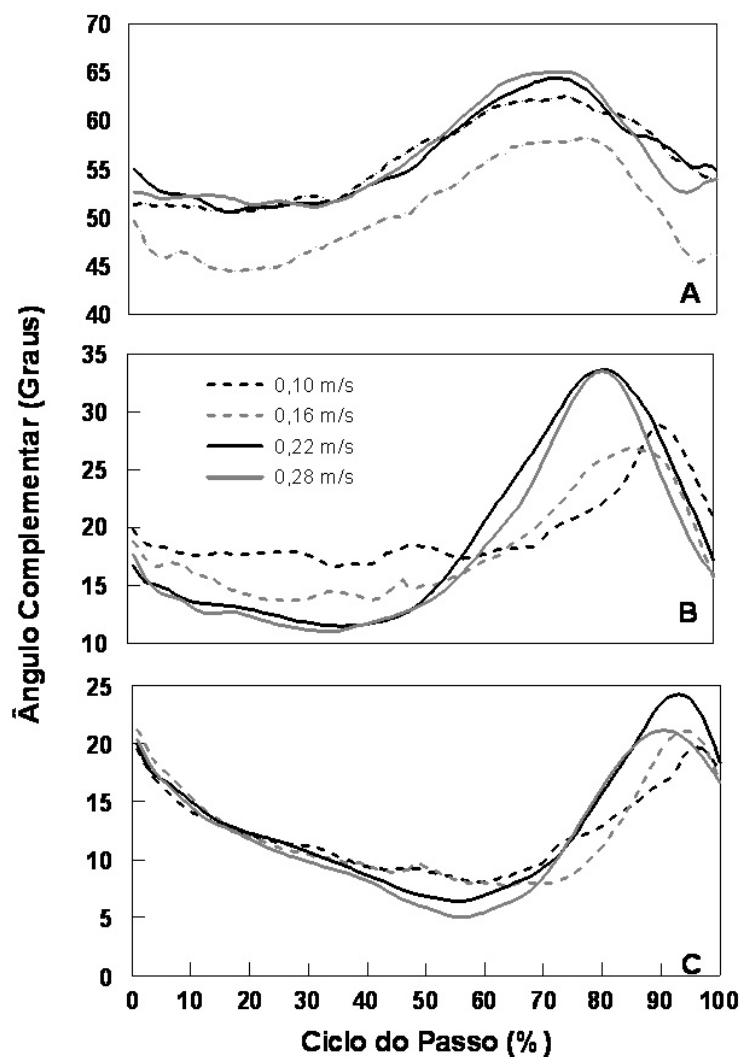 70
65
60
55
50
45
40
A
35
30
25
20
15
10
0,10 m/s
0,16 m/s
0,22 m/s
0,28 m/s
B
25
20
15
10
5
0
C
0 10 20 30 40 50 60 70 80 90 100
Ciclo do Passo (%)
Ângulo Complementar (Graus)